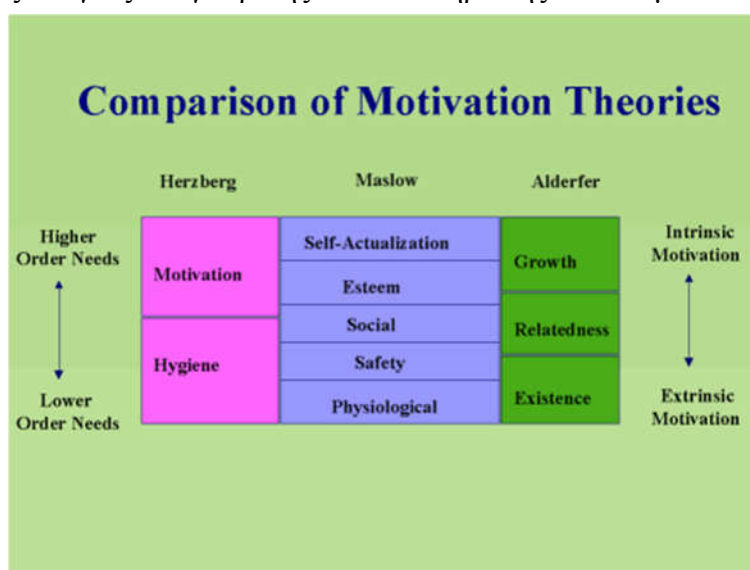 Comparison of Motivation Theories
Herzberg Maslow Alderfer
Higher
Order Needs
Lower
Order Needs
Motivation
Hygiene
Self-Actualization
Esteem
Social
Safety
Physiological
Growth
Relatedness
Existence
Intrinsic
Motivation
Extrinsic
Motivation